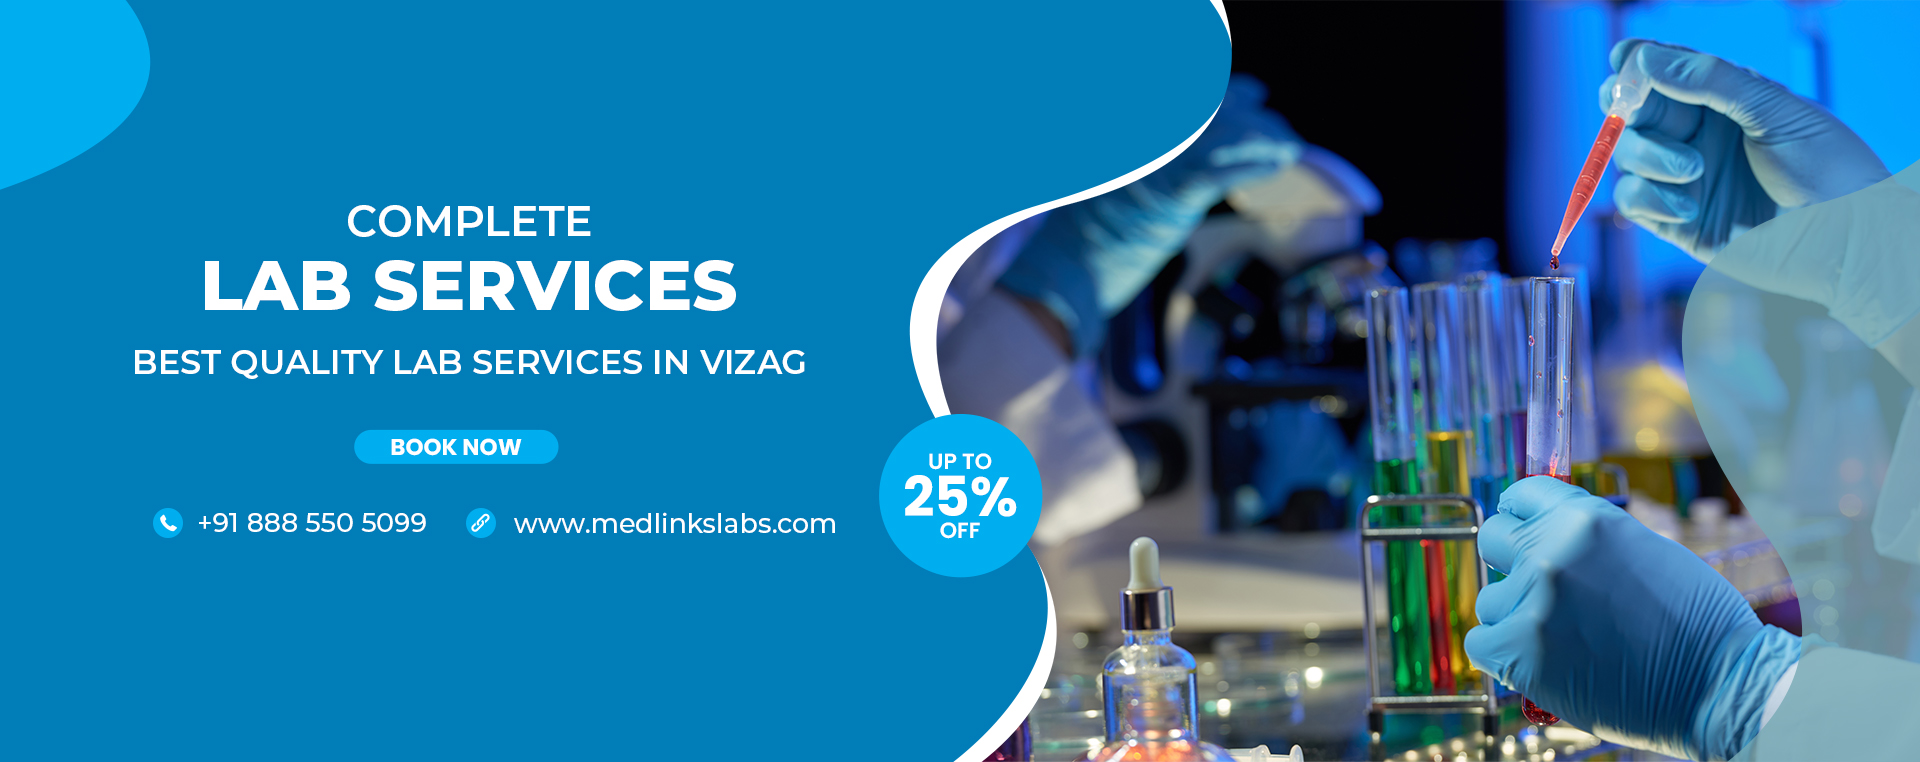 COMPLETE
LAB SERVICES
BEST QUALITY LAB SERVICES IN VIZAG
BOOK NOW
+91 888 550 5099
www.medlinkslabs.com
UP TO
25%
OFF